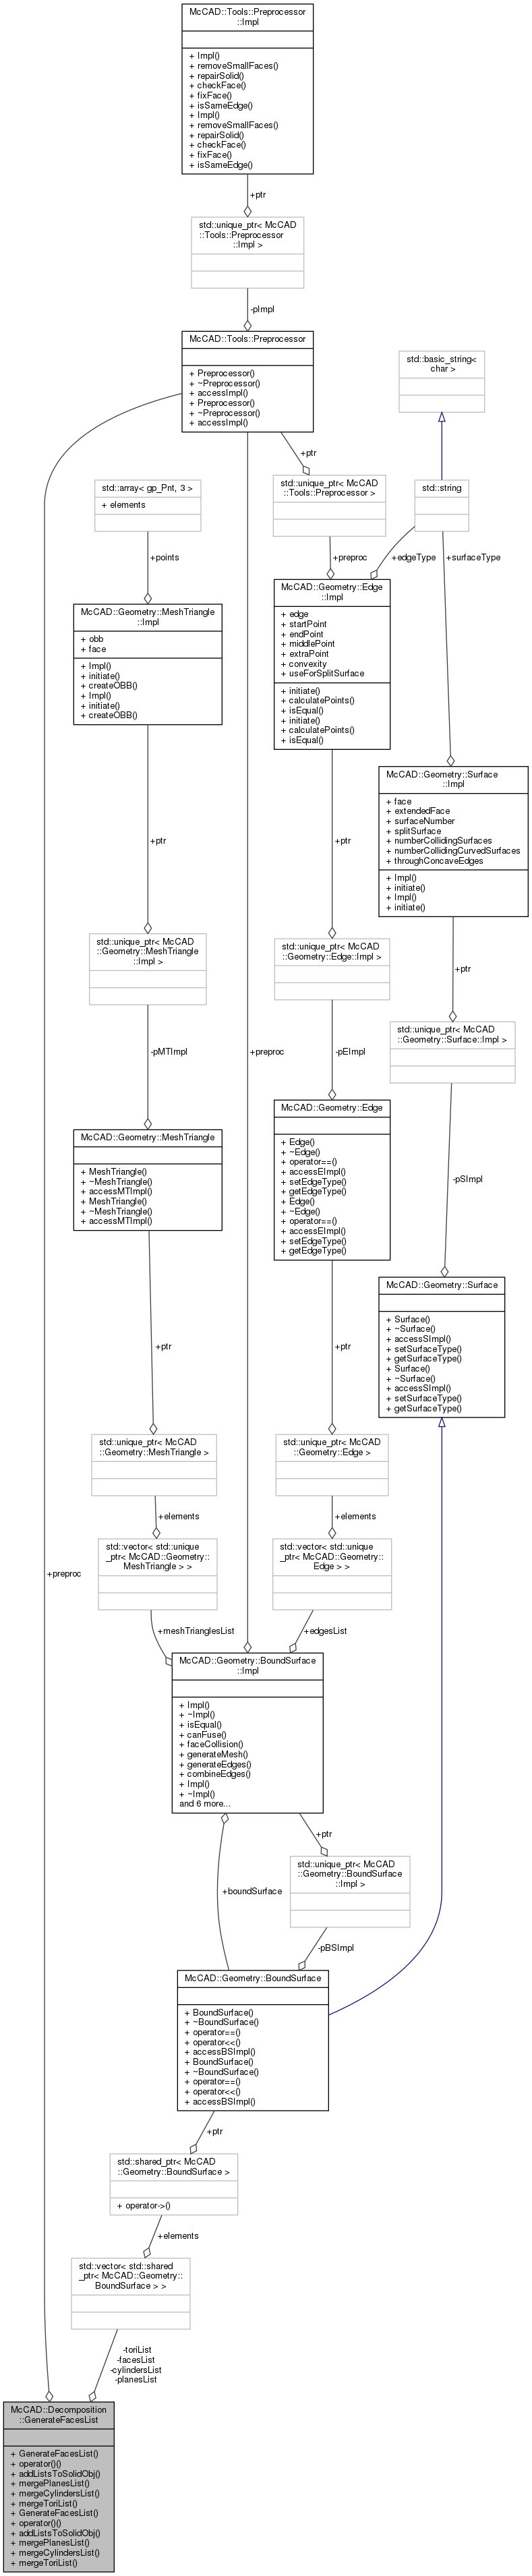 McCAD::Tools::Preprocessor
::Impl
+ Impl()
+ removeSmallFaces()
+ repairSolid()
+ checkFace()
+ fixFace()
+ isSameEdge()
+ Impl()
+ removeSmallFaces()
+ repairSolid()
+ checkFace()
+ fixFace()
+ isSameEdge()
+ptr
std::unique_ptr< McCAD
::Tools::Preprocessor
::Impl >
-pImpl
McCAD::Tools::Preprocessor
+ Preprocessor()
+ ~Preprocessor()
+ accessImpl()
+ Preprocessor()
+ ~Preprocessor()
+ accessImpl()
std::basic_string<
char >
+ptr
std::array< gp_Pnt, 3 >
+ elements
std::unique_ptr< McCAD
::Tools::Preprocessor >
std::string
+points
+preproc
+edgeType
+surfaceType
McCAD::Geometry::MeshTriangle
::Impl
+ obb
+ face
+ Impl()
+ initiate()
+ createOBB()
+ Impl()
+ initiate()
+ createOBB()
McCAD::Geometry::Edge
::Impl
+ edge
+ startPoint
+ endPoint
+ middlePoint
+ extraPoint
+ convexity
+ useForSplitSurface
+ initiate()
+ calculatePoints()
+ isEqual()
+ initiate()
+ calculatePoints()
+ isEqual()
McCAD::Geometry::Surface
::Impl
+ face
+ extendedFace
+ surfaceNumber
+ splitSurface
+ numberCollidingSurfaces
+ numberCollidingCurvedSurfaces
+ throughConcaveEdges
+ Impl()
+ initiate()
+ Impl()
+ initiate()
+ptr
+ptr
+ptr
std::unique_ptr< McCAD
::Geometry::MeshTriangle
::Impl >
std::unique_ptr< McCAD
::Geometry::Edge::Impl >
std::unique_ptr< McCAD
::Geometry::Surface::Impl >
-pMTImpl
+preproc
-pEImpl
-pSImpl
McCAD::Geometry::MeshTriangle
+ MeshTriangle()
+ ~MeshTriangle()
+ accessMTImpl()
+ MeshTriangle()
+ ~MeshTriangle()
+ accessMTImpl()
McCAD::Geometry::Edge
+ Edge()
+ ~Edge()
+ operator==()
+ accessEImpl()
+ setEdgeType()
+ getEdgeType()
+ Edge()
+ ~Edge()
+ operator==()
+ accessEImpl()
+ setEdgeType()
+ getEdgeType()
McCAD::Geometry::Surface
+ Surface()
+ ~Surface()
+ accessSImpl()
+ setSurfaceType()
+ getSurfaceType()
+ Surface()
+ ~Surface()
+ accessSImpl()
+ setSurfaceType()
+ getSurfaceType()
+ptr
+ptr
std::unique_ptr< McCAD
::Geometry::MeshTriangle >
std::unique_ptr< McCAD
::Geometry::Edge >
+elements
+elements
std::vector< std::unique
_ptr< McCAD::Geometry::
MeshTriangle > >
std::vector< std::unique
_ptr< McCAD::Geometry::
Edge > >
+preproc
+meshTrianglesList
+edgesList
McCAD::Geometry::BoundSurface
::Impl
+ Impl()
+ ~Impl()
+ isEqual()
+ canFuse()
+ faceCollision()
+ generateMesh()
+ generateEdges()
+ combineEdges()
+ Impl()
+ ~Impl()
and 6 more...
+ptr
+boundSurface
std::unique_ptr< McCAD
::Geometry::BoundSurface
::Impl >
-pBSImpl
McCAD::Geometry::BoundSurface
+ BoundSurface()
+ ~BoundSurface()
+ operator==()
+ operator<<()
+ accessBSImpl()
+ BoundSurface()
+ ~BoundSurface()
+ operator==()
+ operator<<()
+ accessBSImpl()
+ptr
std::shared_ptr< McCAD
::Geometry::BoundSurface >
+ operator->()
+elements
std::vector< std::shared
_ptr< McCAD::Geometry::
BoundSurface > >
-toriList
-facesList
-cylindersList
-planesList
McCAD::Decomposition
::GenerateFacesList
+ GenerateFacesList()
+ operator()()
+ addListsToSolidObj()
+ mergePlanesList()
+ mergeCylindersList()
+ mergeToriList()
+ GenerateFacesList()
+ operator()()
+ addListsToSolidObj()
+ mergePlanesList()
+ mergeCylindersList()
+ mergeToriList()